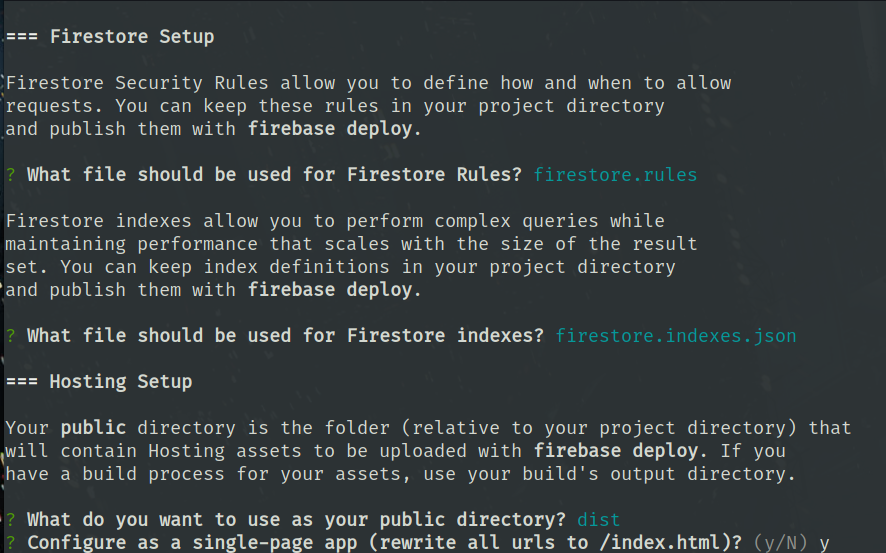 === Firestore Setup
Firestore Security Rules allow you to define how and when to allow
requests. You can keep these rules in your project directory
and publish them with firebase deploy.
? What file should be used for Firestore Rules? firestore.rules
Firestore indexes allow you to perform complex queries while
maintaining performance that scales with the size of the result
set. You can keep index definitions in your project directory
and publish them with firebase deploy.
? What file should be used for Firestore indexes? firestore.indexes.json
=== Hosting Setup
Your public directory is the folder (relative to your project directory) that
will contain Hosting assets to be uploaded with firebase deploy. If you
have a build process for your assets, use your build's output directory.
? What do you want to use as your public directory? dist
? Configure as a single-page app (rewrite all urls to /index.html)? (y/N) y